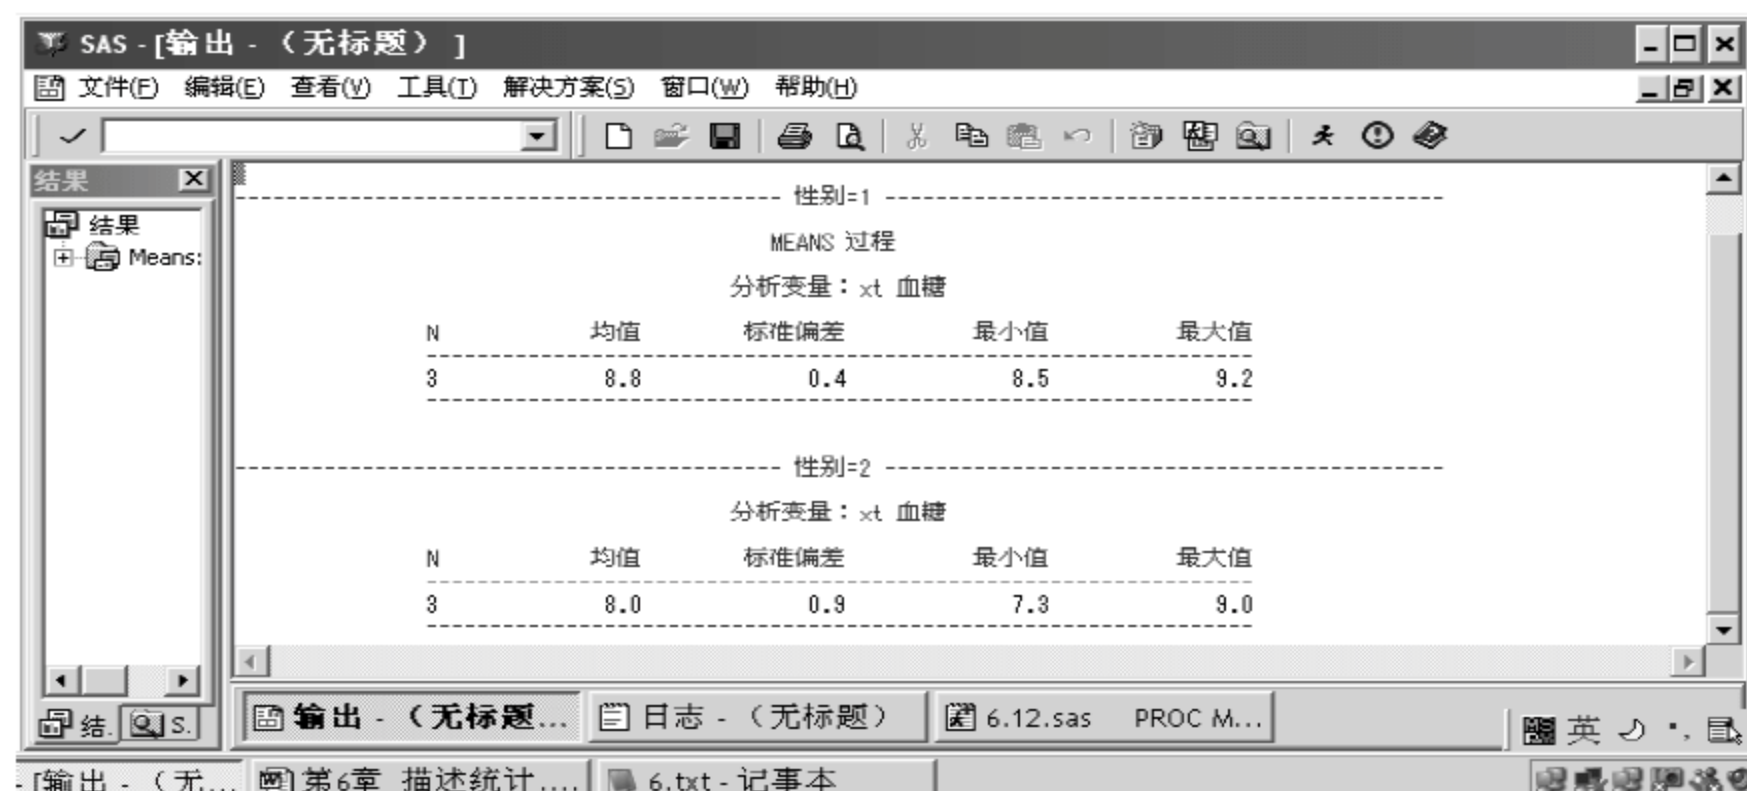 SAS - [输出 - （无标题） ]
文件(F) 编辑(E) 查看(V) 工具(T) 解决方案(S) 窗口(W) 帮助(H)
结果
结果
Means:
性别=1
MEANS 过程
分析变量：xt 血糖
N 均值 标准偏差 最小值 最大值
3 8.8 0.4 8.5 9.2
性别=2
分析变量：xt 血糖
N 均值 标准偏差 最小值 最大值
3 8.0 0.9 7.3 9.0
结. S.
输出 - （无标题... 日志 - （无标题） 6.12.sas PROC M...
英
- [输出 - （无... 第6章 描述统计.... 6.txt - 记事本